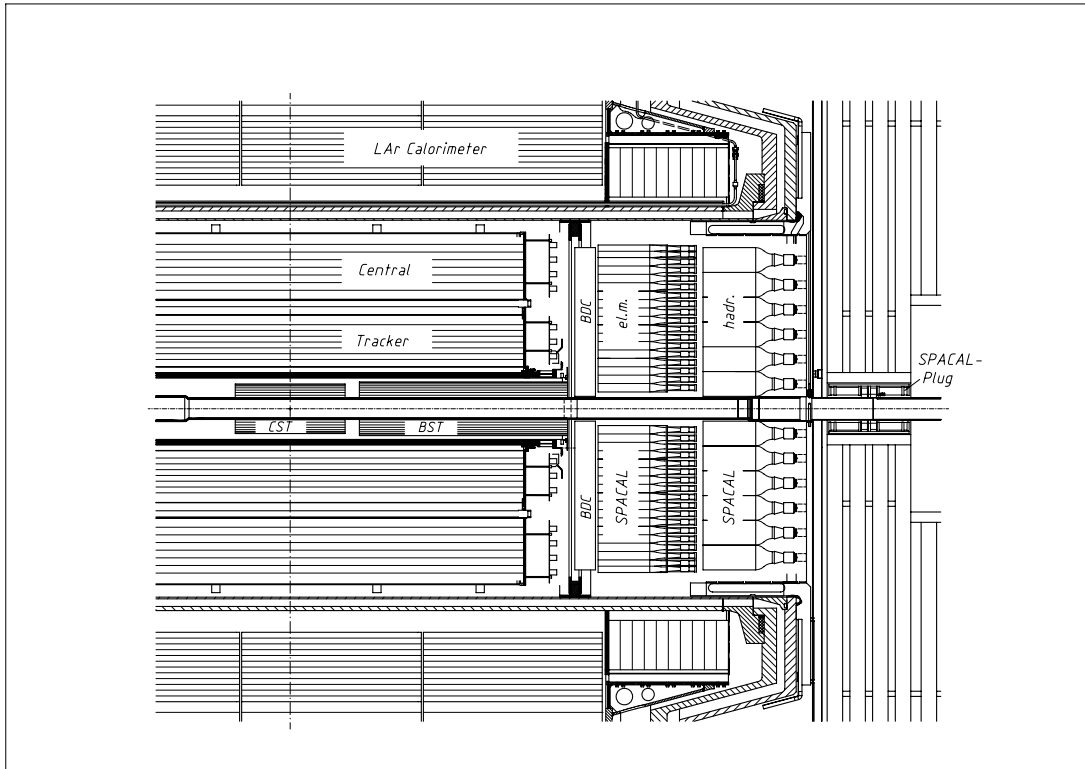 LAr Calorimeter
Central
Tracker
BDC
el.m.
hadr.
SPACAL-
Plug
CST
BST
BDC
SPACAL
SPACAL